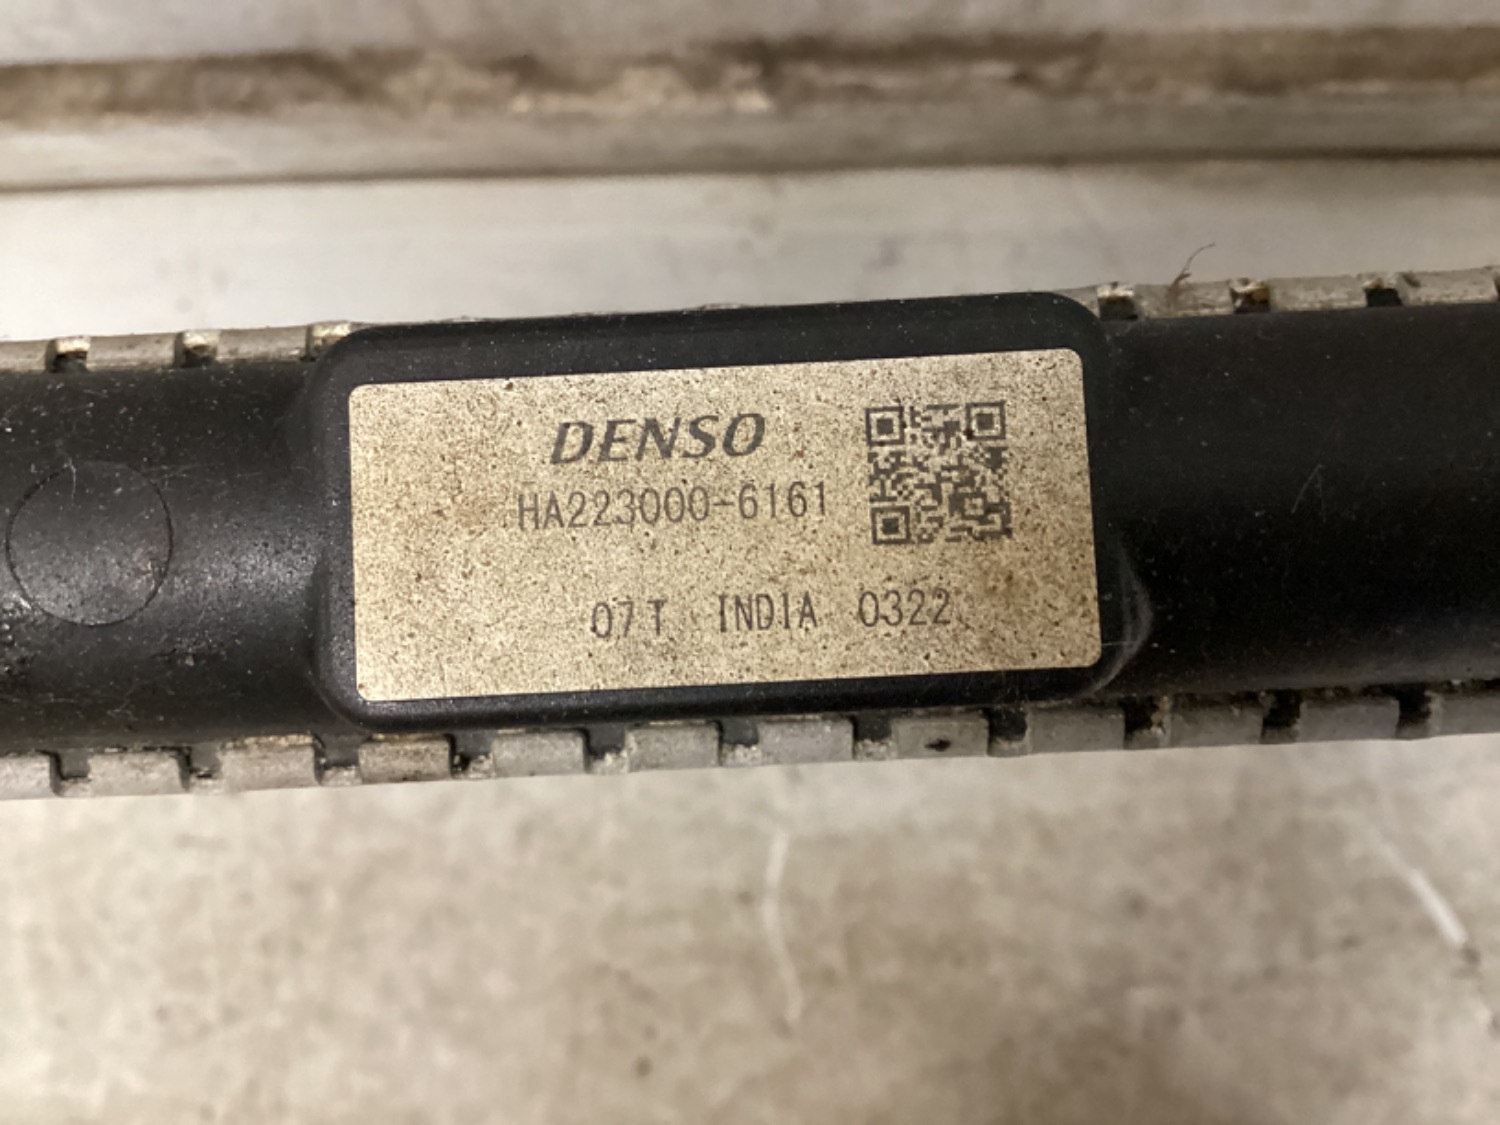 DENSO
HA223000-6161
07T INDIA 0322